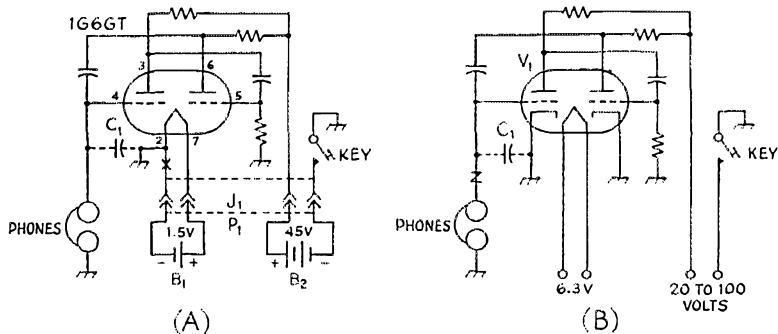 1G6GT
3
6
4
5
2
7
C₁
X
KEY
J₁
P₁
PHONES
1.5V
45V
- +
+ -
B₁
B₂
(A)
V₁
C₁
Z
KEY
PHONES
6.3V
20 TO 100
VOLTS
(B)